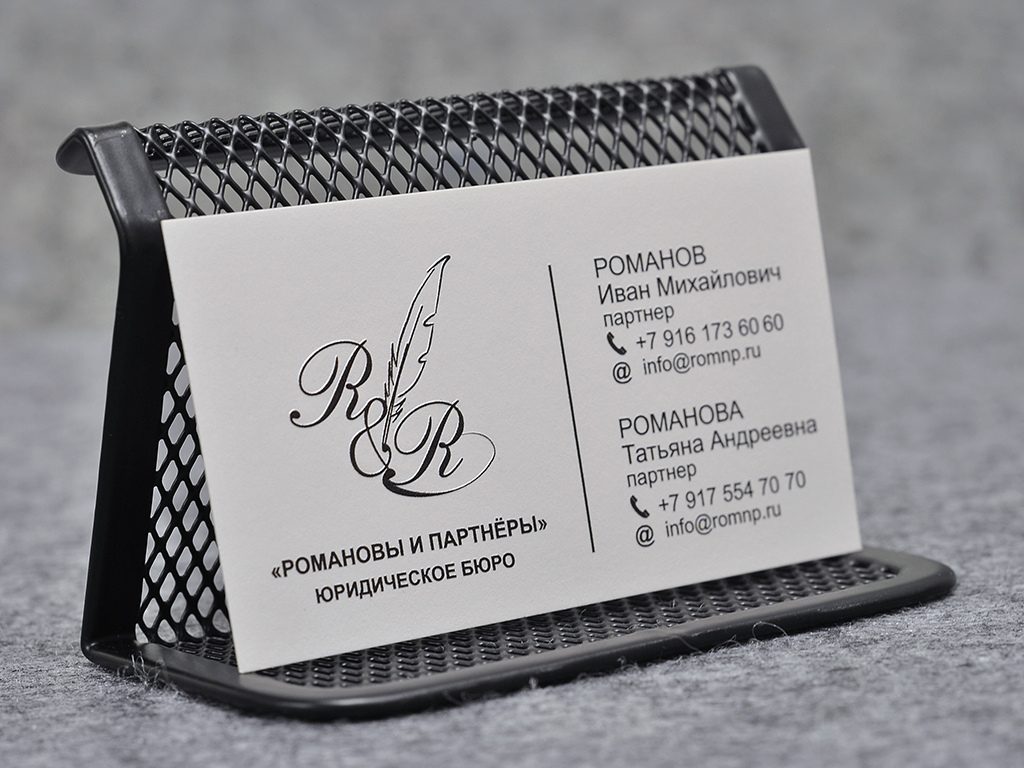 R
&
R
«РОМАНОВЫ И ПАРТНЁРЫ»
ЮРИДИЧЕСКОЕ БЮРО
РОМАНОВ
Иван Михайлович
партнер
+7 916 173 60 60
@ info@romnp.ru
РОМАНОВА
Татьяна Андреевна
партнер
+7 917 554 70 70
@ info@romnp.ru